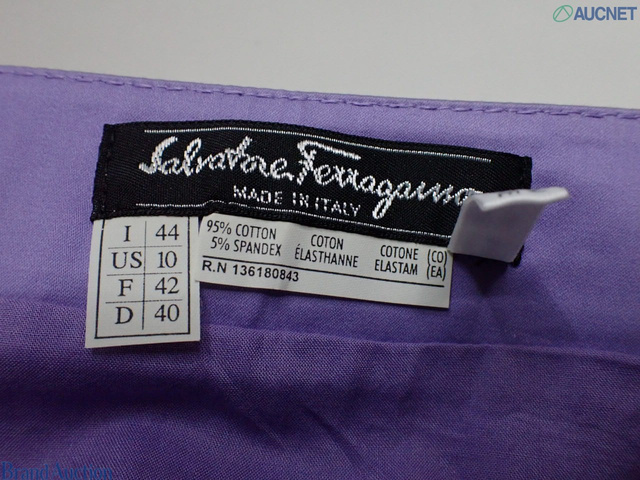 AUCNET
Salvatore Ferragamo
MADE IN ITALY
I 44
US 10
F 42
D 40
95% COTTON COTON COTONE (CO)
5% SPANDEX ÉLASTHANNE ELASTAM (EA)
R.N 136180843
Brand Auction